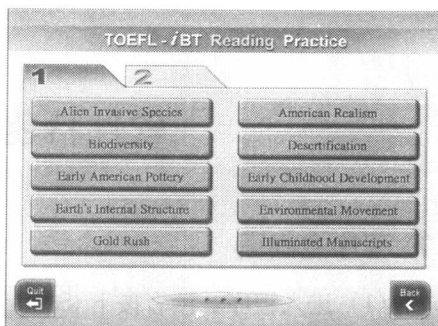 TOEFL - iBT Reading Practice
1 2
Alien Invasive Species
American Realism
Biodiversity
Desertification
Early American Pottery
Early Childhood Development
Earth's Internal Structure
Environmental Movement
Gold Rush
Illuminated Manuscripts
Quit
Back